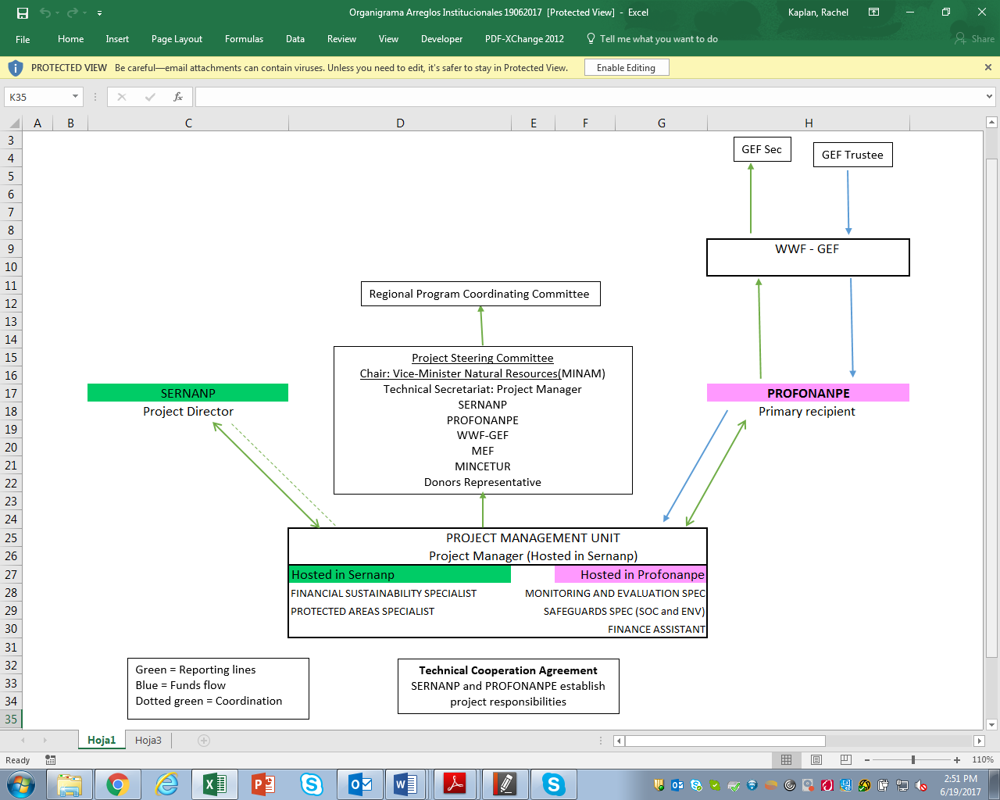 Organigrama Arreglos Institucionales 19062017 [Protected View] - Excel
Kaplan, Rachel
File Home Insert Page Layout Formulas Data Review View Developer PDF-XChange 2012 Tell me what you want to do Share
PROTECTED VIEW Be careful—email attachments can contain viruses. Unless you need to edit, it's safer to stay in Protected View. Enable Editing
K35 fx
A B C D E F G H
3
4
5
6
7
8
9
10
11
12
13
14
15
16
17
18
19
20
21
22
23
24
25
26
27
28
29
30
31
32
33
34
35
GEF Sec
GEF Trustee
WWF - GEF
Regional Program Coordinating Committee
Project Steering Committee
Chair: Vice-Minister Natural Resources(MINAM)
Technical Secretariat: Project Manager
SERNANP
PROFONANPE
WWF-GEF
MEF
MINCETUR
Donors Representative
SERNANP
Project Director
PROFONANPE
Primary recipient
PROJECT MANAGEMENT UNIT
Project Manager (Hosted in Sernanp)
Hosted in Sernanp
Hosted in Profonanpe
FINANCIAL SUSTAINABILITY SPECIALIST
MONITORING AND EVALUATION SPEC
PROTECTED AREAS SPECIALIST
SAFEGUARDS SPEC (SOC and ENV)
FINANCE ASSISTANT
Green = Reporting lines
Blue = Funds flow
Dotted green = Coordination
Technical Cooperation Agreement
SERNANP and PROFONANPE establish
project responsibilities
Hoja1 Hoja3
Ready
110%
2:51 PM
6/19/2017